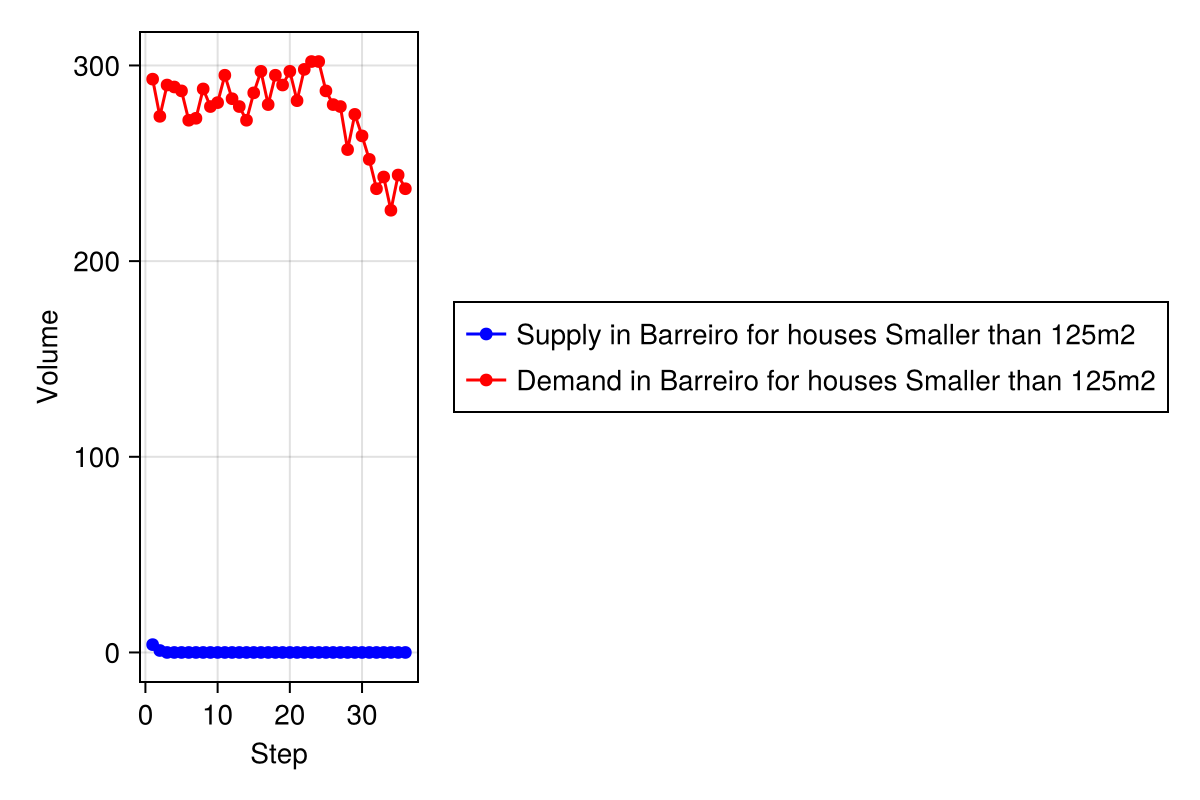 300
200
100
0
Volume
0 10 20 30
Step
Supply in Barreiro for houses Smaller than 125m2
Demand in Barreiro for houses Smaller than 125m2